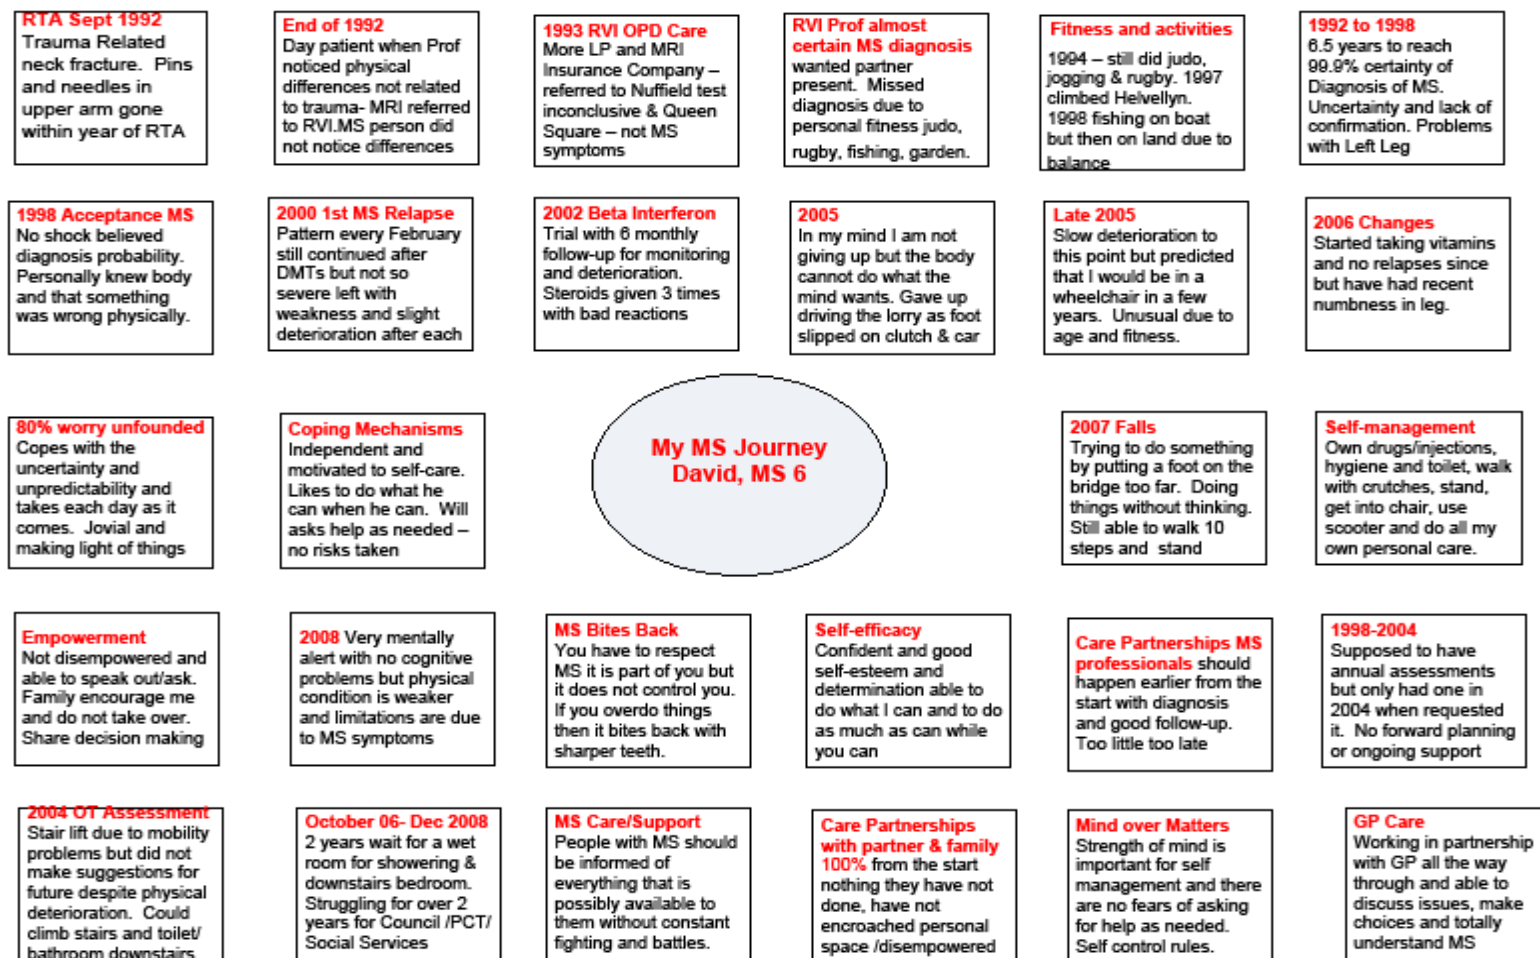 RTA Sept 1992
Trauma Related
neck fracture. Pins
and needles in
upper arm gone
within year of RTA
End of 1992
Day patient when Prof
noticed physical
differences not related
to trauma- MRI referred
to RVI.MS person did
not notice differences
1993 RVI OPD Care
More LP and MRI
Insurance Company –
referred to Nuffield test
inconclusive & Queen
Square – not MS
symptoms
RVI Prof almost
certain MS diagnosis
wanted partner
present. Missed
diagnosis due to
personal fitness judo,
rugby, fishing, garden.
Fitness and activities
1994 – still did judo,
jogging & rugby. 1997
climbed Helvellyn.
1998 fishing on boat
but then on land due to
balance
1992 to 1998
6.5 years to reach
99.9% certainty of
Diagnosis of MS.
Uncertainty and lack of
confirmation. Problems
with Left Leg
1998 Acceptance MS
No shock believed
diagnosis probability.
Personally knew body
and that something
was wrong physically.
2000 1st MS Relapse
Pattern every February
still continued after
DMTs but not so
severe left with
weakness and slight
deterioration after each
2002 Beta Interferon
Trial with 6 monthly
follow-up for monitoring
and deterioration.
Steroids given 3 times
with bad reactions
2005
In my mind I am not
giving up but the body
cannot do what the
mind wants. Gave up
driving the lorry as foot
slipped on clutch & car
Late 2005
Slow deterioration to
this point but predicted
that I would be in a
wheelchair in a few
years. Unusual due to
age and fitness.
2006 Changes
Started taking vitamins
and no relapses since
but have had recent
numbness in leg.
80% worry unfounded
Copes with the
uncertainty and
unpredictability and
takes each day as it
comes. Jovial and
making light of things
Coping Mechanisms
Independent and
motivated to self-care.
Likes to do what he
can when he can. Will
asks help as needed –
no risks taken
My MS Journey
David, MS 6
2007 Falls
Trying to do something
by putting a foot on the
bridge too far. Doing
things without thinking.
Still able to walk 10
steps and stand
Self-management
Own drugs/injections,
hygiene and toilet, walk
with crutches, stand,
get into chair, use
scooter and do all my
own personal care.
Empowerment
Not disempowered and
able to speak out/ask.
Family encourage me
and do not take over.
Share decision making
2008 Very mentally
alert with no cognitive
problems but physical
condition is weaker
and limitations are due
to MS symptoms
MS Bites Back
You have to respect
MS it is part of you but
it does not control you.
If you overdo things
then it bites back with
sharper teeth.
Self-efficacy
Confident and good
self-esteem and
determination able to
do what I can and to do
as much as can while
you can
Care Partnerships MS
professionals should
happen earlier from the
start with diagnosis
and good follow-up.
Too little too late
1998-2004
Supposed to have
annual assessments
but only had one in
2004 when requested
it. No forward planning
or ongoing support
2004 OT Assessment
Stair lift due to mobility
problems but did not
make suggestions for
future despite physical
deterioration. Could
climb stairs and toilet/
bathroom downstairs
October 06- Dec 2008
2 years wait for a wet
room for showering &
downstairs bedroom.
Struggling for over 2
years for Council /PCT/
Social Services
MS Care/Support
People with MS should
be informed of
everything that is
possibly available to
them without constant
fighting and battles.
Care Partnerships
with partner & family
100% from the start
nothing they have not
done, have not
encroached personal
space /disempowered
Mind over Matters
Strength of mind is
important for self
management and there
are no fears of asking
for help as needed.
Self control rules.
GP Care
Working in partnership
with GP all the way
through and able to
discuss issues, make
choices and totally
understand MS